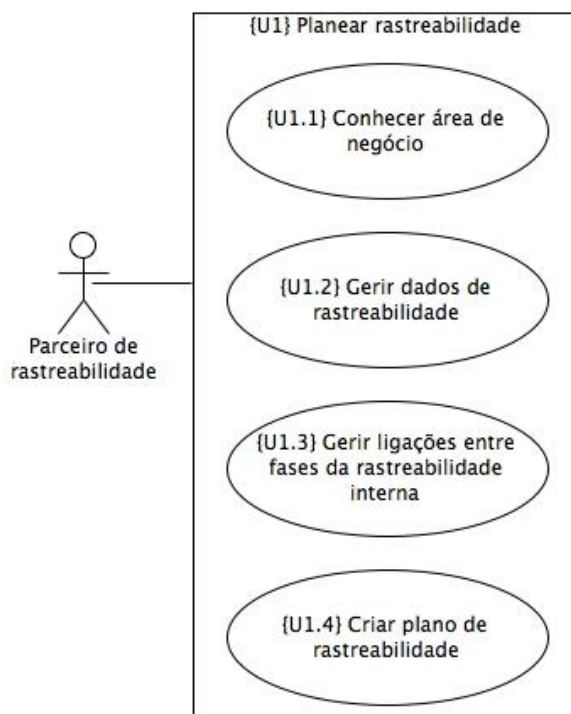 {U1} Planear rastreabilidade
{U1.1} Conhecer área de
negócio
{U1.2} Gerir dados de
rastreabilidade
Parceiro de
rastreabilidade
{U1.3} Gerir ligações entre
fases da rastreabilidade
interna
{U1.4} Criar plano de
rastreabilidade